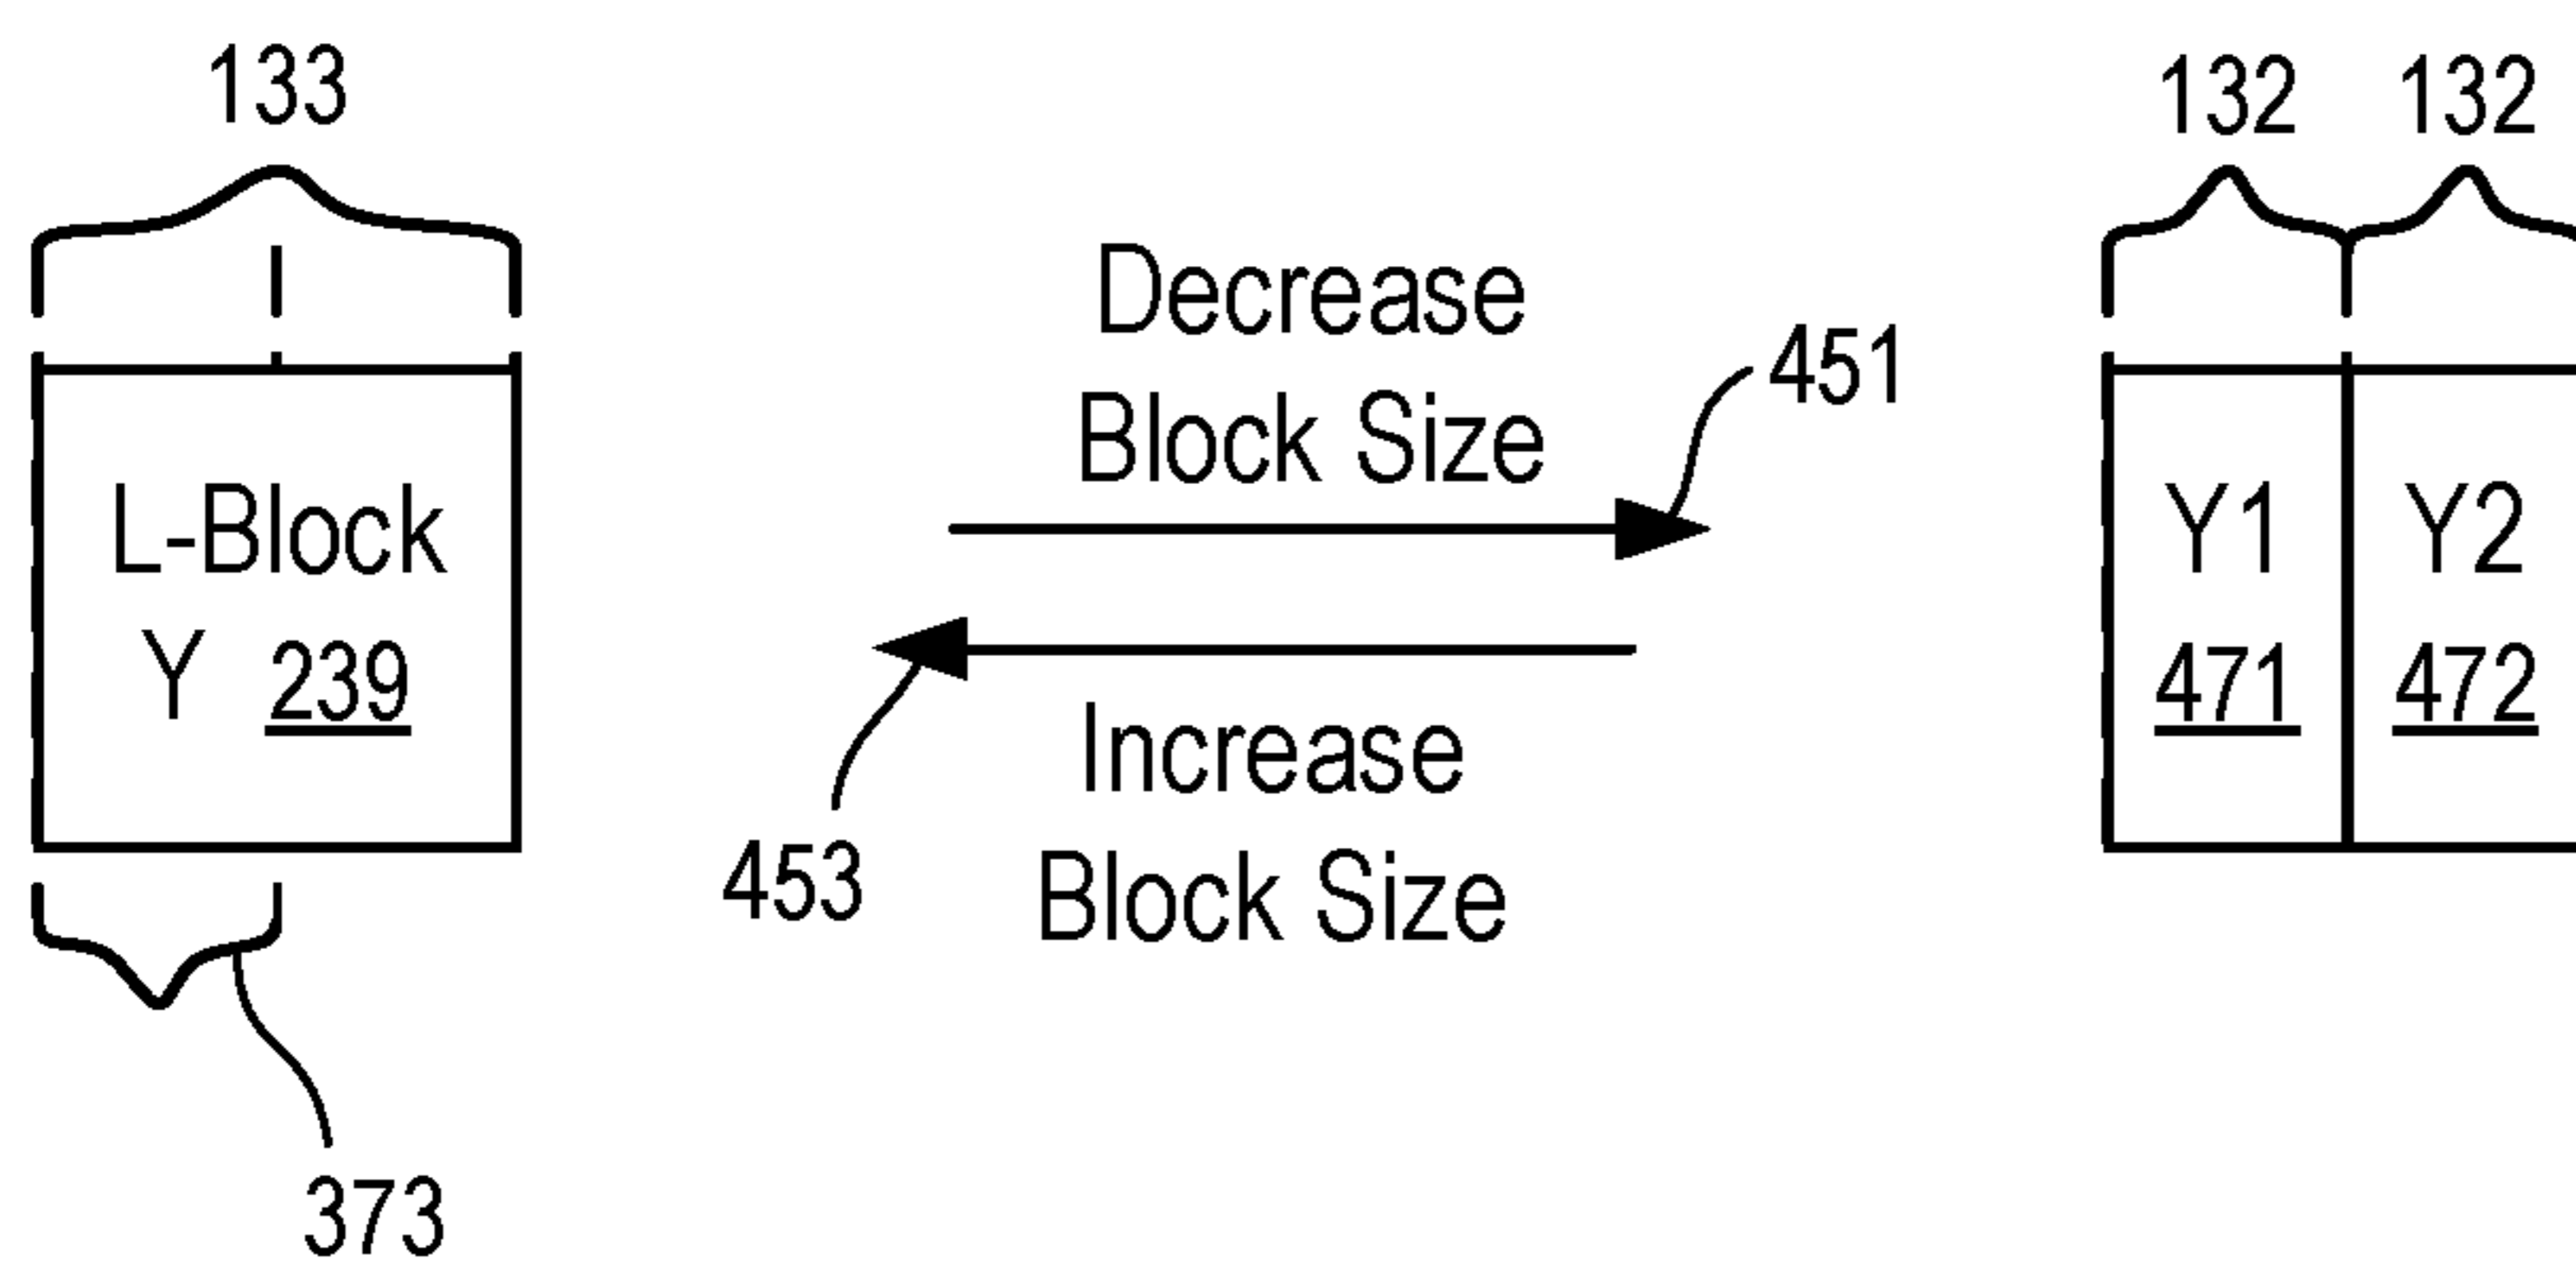 133
132 132
Decrease
Block Size
451
L-Block
Y 239
Y1 Y2
471 472
453
Increase
Block Size
373